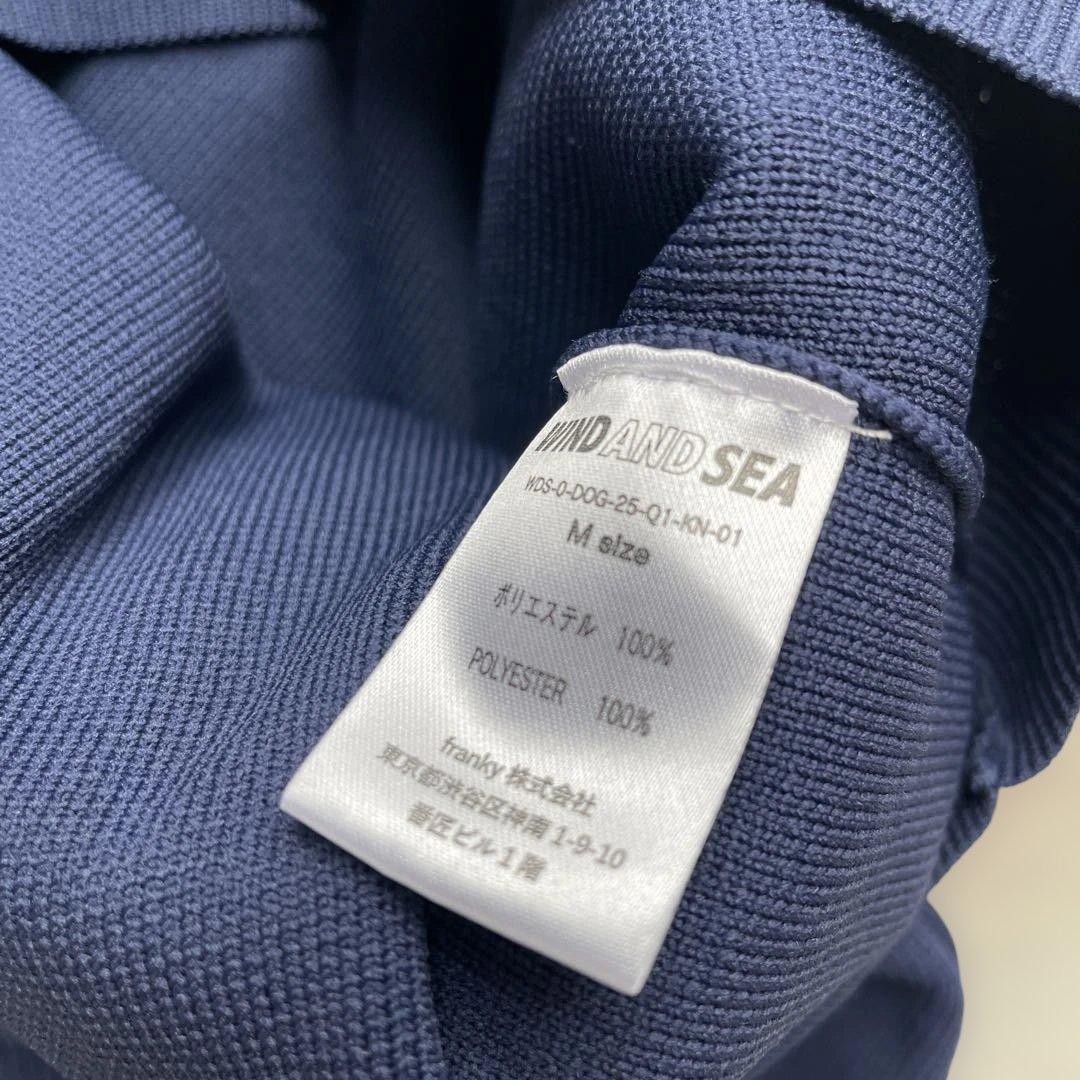 WIND AND SEA
WDS-O-DOG-25-Q1-KN-01
M size
ポリエステル 100%
POLYESTER 100%
franky 株式会社
東京都渋谷区神南1-9-10
番匠ビル1階